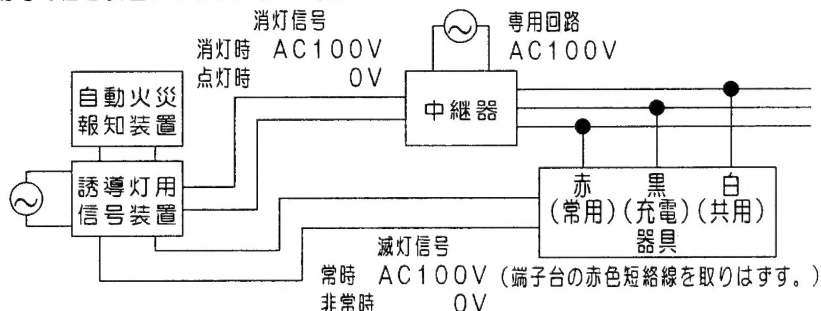 消灯信号
消灯時 AC100V
点灯時 0V
専用回路
AC100V
自動火災
報知装置
中継器
誘導灯用
信号装置
赤 黒 白
(常用)(充電)(共用)
器具
滅灯信号
常時 AC100V (端子台の赤色短絡線を取りはずす。)
非常時 0V